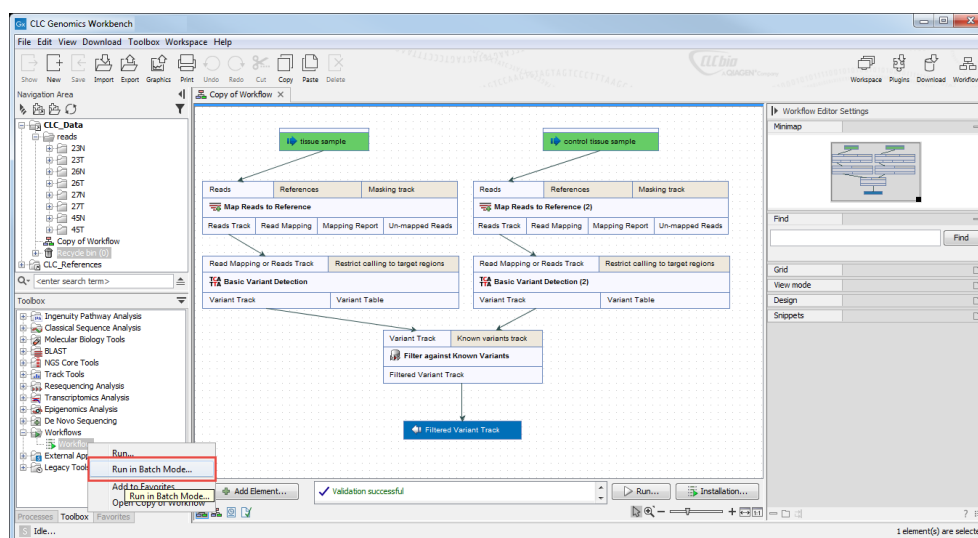 CLC Genomics Workbench
File Edit View Download Toolbox Workspace Help
Show New Save Import Export Graphics Print Undo Redo Cut Copy Paste Delete
CLC bio
Workspace Plugins Download Workflow
Navigation Area
Copy of Workflow
CLC_Data
reads
23N
23T
26N
26T
27N
27T
45N
45T
Copy of Workflow
Recycle bin (0)
CLC_References
<enter search term>
Toolbox
Ingenuity Pathway Analysis
Classical Sequence Analysis
Molecular Biology Tools
BLAST
NGS Core Tools
Track Tools
Resequencing Analysis
Transcriptomics Analysis
Epigenomics Analysis
De Novo Sequencing
Workflows
Workflow
External App
Legacy Tools
Run...
Run in Batch Mode...
Add to Favorites
Run in Batch Mode...
Open Copy of Workflow
Processes Toolbox Favorites
Idle...
tissue sample
control tissue sample
Reads References Masking track
Map Reads to Reference
Reads Track Read Mapping Mapping Report Un-mapped Reads
Reads References Masking track
Map Reads to Reference (2)
Reads Track Read Mapping Mapping Report Un-mapped Reads
Read Mapping or Reads Track Restrict calling to target regions
Basic Variant Detection
Variant Track Variant Table
Read Mapping or Reads Track Restrict calling to target regions
Basic Variant Detection (2)
Variant Track Variant Table
Variant Track Known variants track
Filter against Known Variants
Filtered Variant Track
Filtered Variant Track
Add Element...
Validation successful
Run...
Installation...
Workflow Editor Settings
Minimap
Find
Find
Grid
View mode
Design
Snippets
1 element(s) are selecte